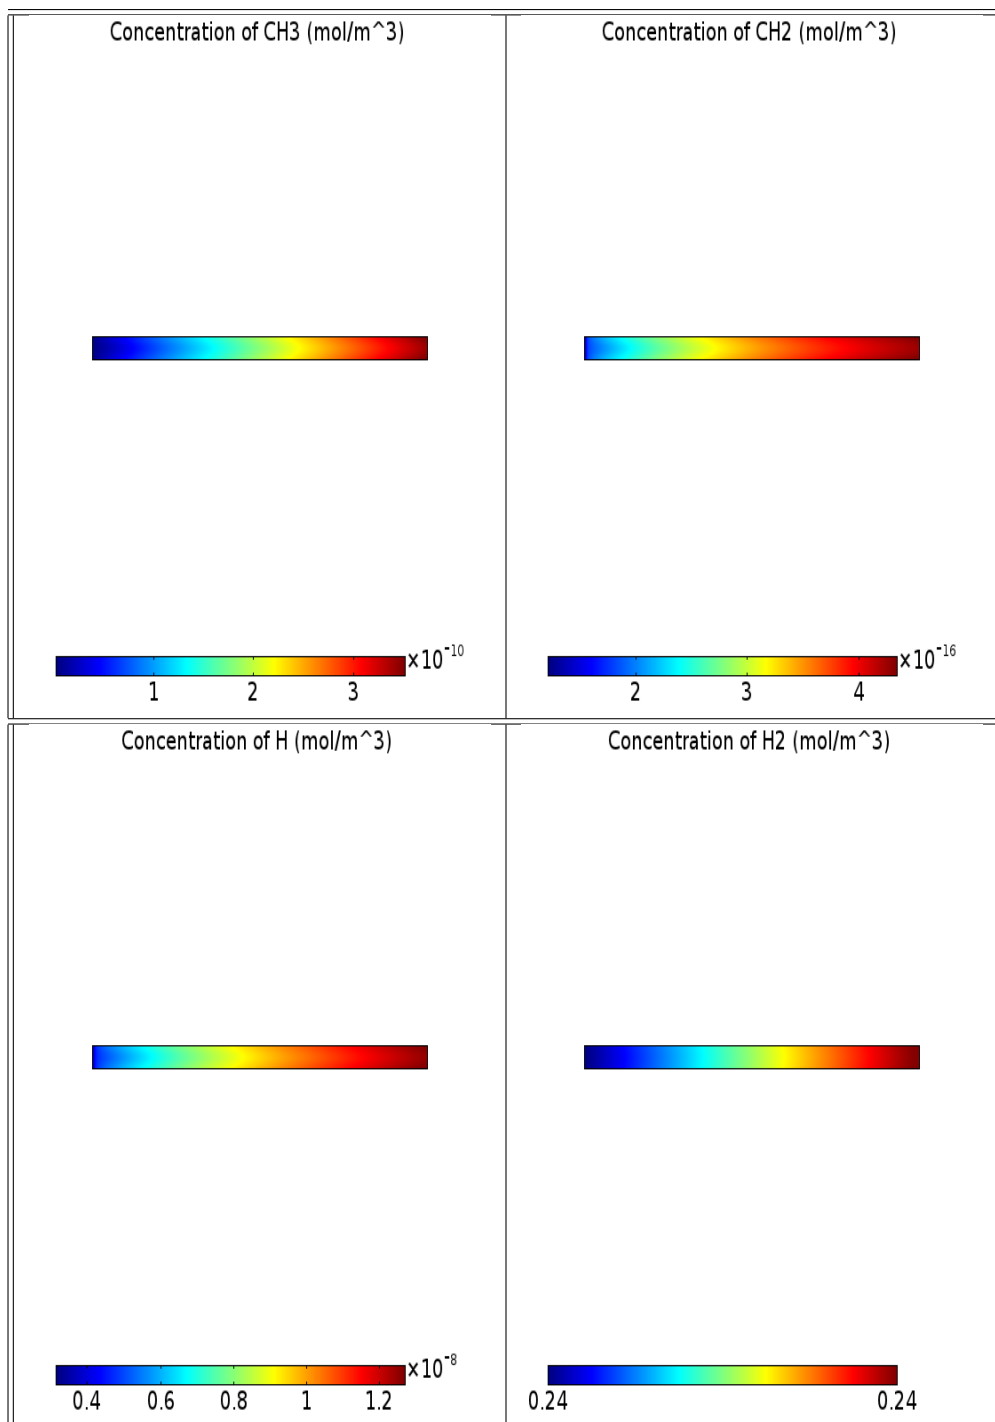 Concentration of CH3 (mol/m^3)
Concentration of CH2 (mol/m^3)
×10⁻¹⁰
1 2 3
×10⁻¹⁶
2 3 4
Concentration of H (mol/m^3)
Concentration of H2 (mol/m^3)
×10⁻⁸
0.4 0.6 0.8 1 1.2
0.24 0.24